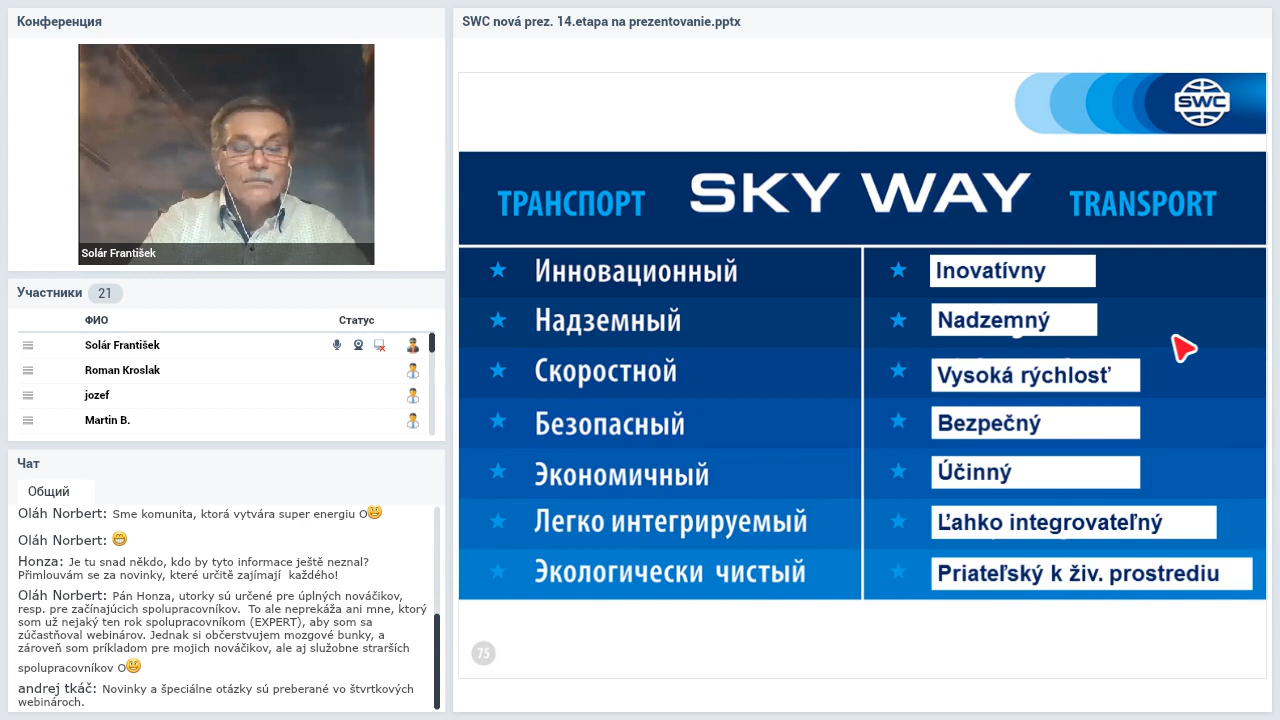 Конференция
Solár František
Участники 21
ФИО Статус
Solár František
Roman Kroslak
jozef
Martin B.
Чат
Общий
Oláh Norbert: Sme komunita, ktorá vytvára super energiu O
Oláh Norbert:
Honza: Je tu snad někdo, kdo by tyto informace ještě neznal?
Přimlouvám se za novinky, které určitě zajímají každého!
Oláh Norbert: Pán Honza, utorky sú určené pre úplných nováčikov,
resp. pre začínajúcich spolupracovníkov. To ale neprekáža ani mne, ktorý
som už nejaký ten rok spolupracovníkom (EXPERT), aby som sa
zúčastňoval webinárov. Jednak si občerstvujem mozgové bunky, a
zároveň som príkladom pre mojich nováčikov, ale aj služobne strarších
spolupracovníkov O
andrej tkáč: Novinky a špeciálne otázky sú preberané vo štvrtkových
webinároch.
SWC nová prez. 14.etapa na prezentovanie.pptx
SWC
ТРАНСПОРТ SKY WAY TRANSPORT
Инновационный Inovatívny
Надземный Nadzemný
Скоростной Vysoká rýchlosť
Безопасный Bezpečný
Экономичный Účinný
Легко интегрируемый Ľahko integrovateľný
Экологически чистый Priateľský k živ. prostrediu
75